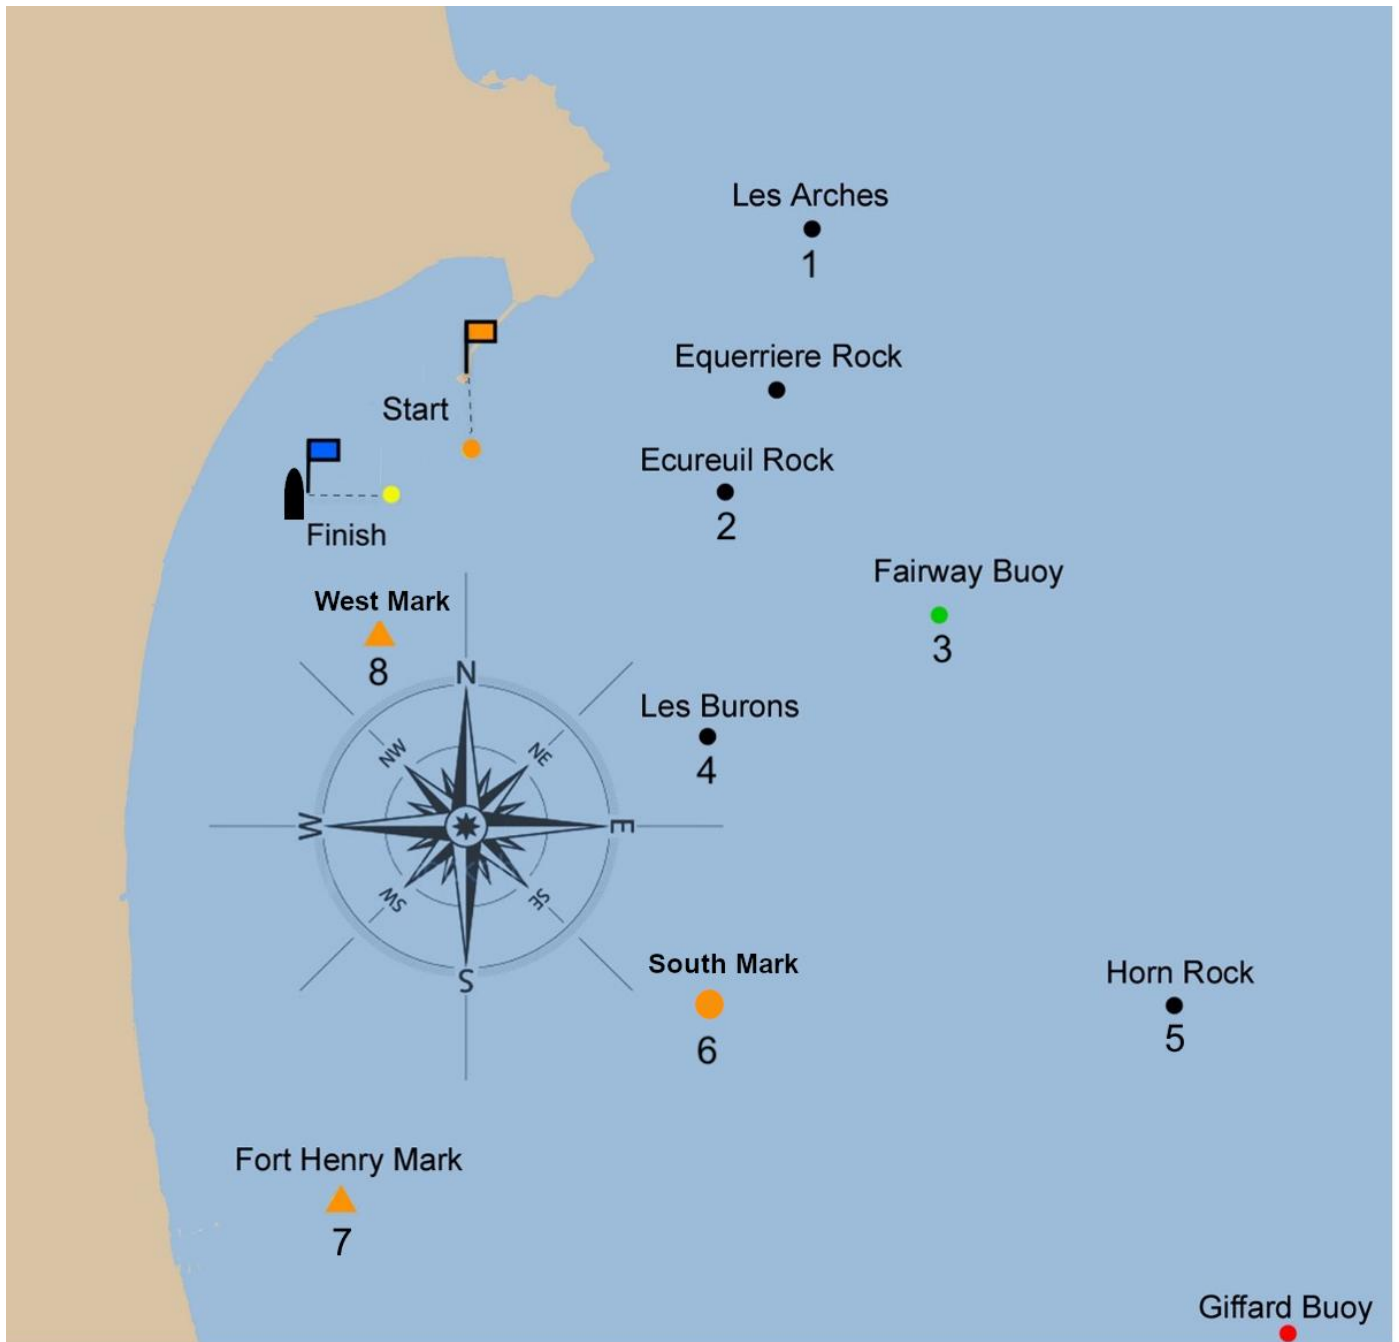 Les Arches
1
Equerriere Rock
Start
Ecureuil Rock
2
Finish
Fairway Buoy
3
West Mark
8
N
Les Burons
4
NW
NE
W
E
SW
SE
South Mark
S
6
Horn Rock
5
Fort Henry Mark
7
Giffard Buoy